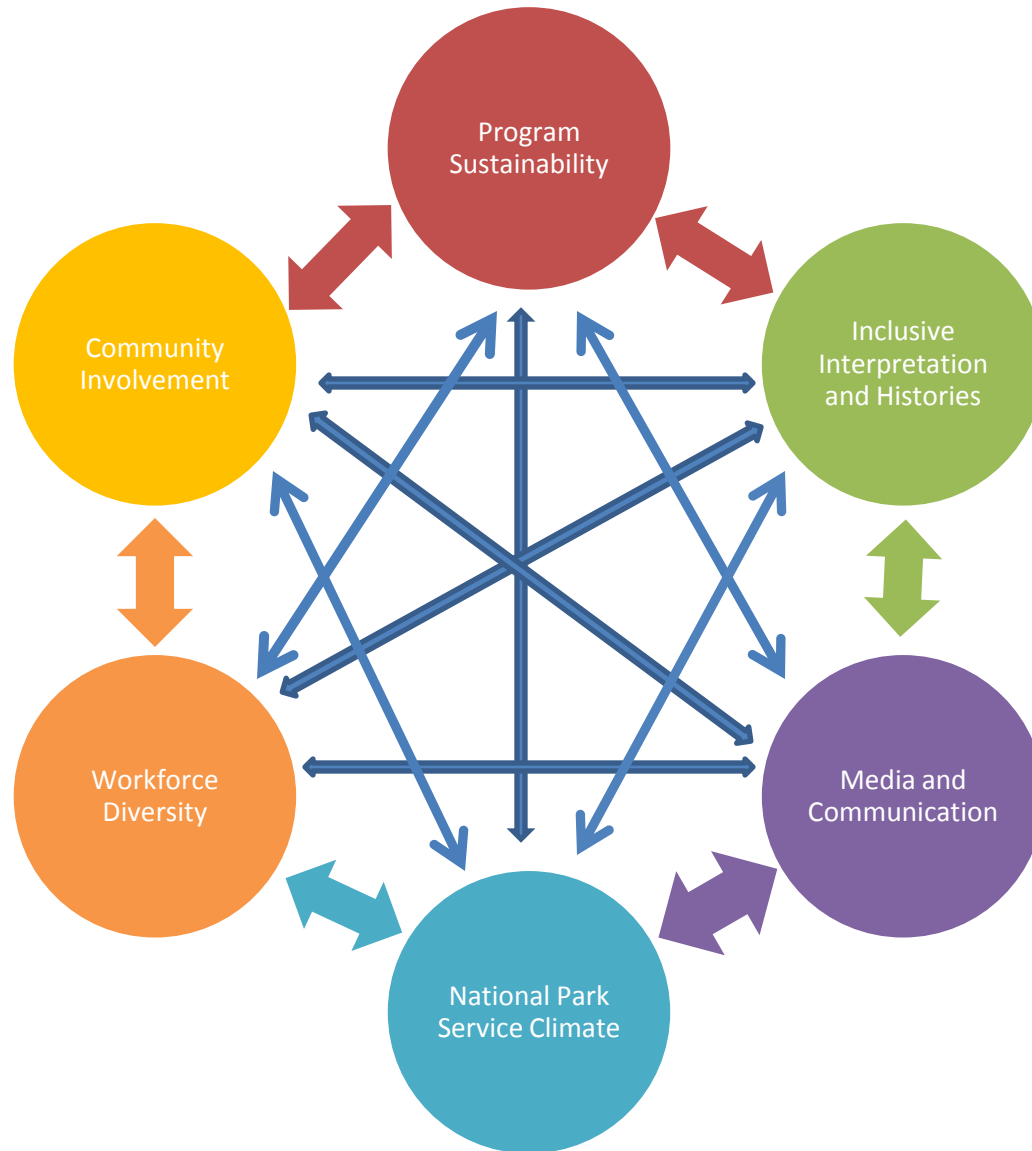 Program
Sustainability
Inclusive
Interpretation
and Histories
Media and
Communication
National Park
Service Climate
Workforce
Diversity
Community
Involvement